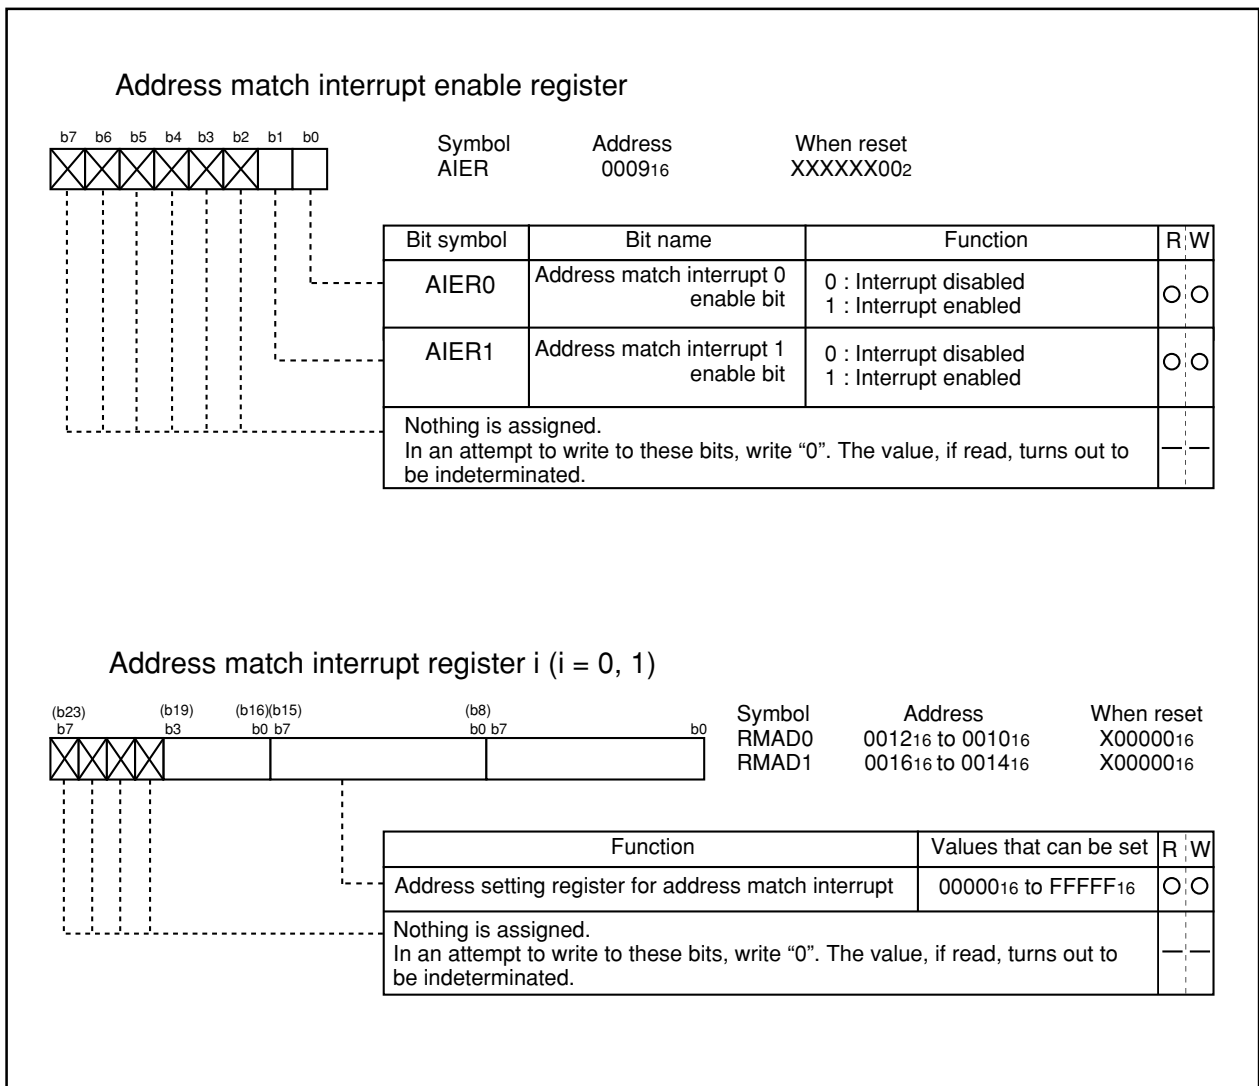 Address match interrupt enable register
b7 b6 b5 b4 b3 b2 b1 b0
Symbol Address When reset
AIER 000916 XXXXXX002
Bit symbol Bit name Function R W
AIER0 Address match interrupt 0 enable bit 0 : Interrupt disabled
1 : Interrupt enabled
AIER1 Address match interrupt 1 enable bit 0 : Interrupt disabled
1 : Interrupt enabled
Nothing is assigned.
In an attempt to write to these bits, write “0”. The value, if read, turns out to
be indeterminated.
Address match interrupt register i (i = 0, 1)
(b23) (b19) (b16)(b15) (b8)
b7 b3 b0 b7 b0 b7 b0
Symbol Address When reset
RMAD0 001216 to 001016 X0000016
RMAD1 001616 to 001416 X0000016
Function Values that can be set R W
Address setting register for address match interrupt 0000016 to FFFFF16
Nothing is assigned.
In an attempt to write to these bits, write “0”. The value, if read, turns out to
be indeterminated.